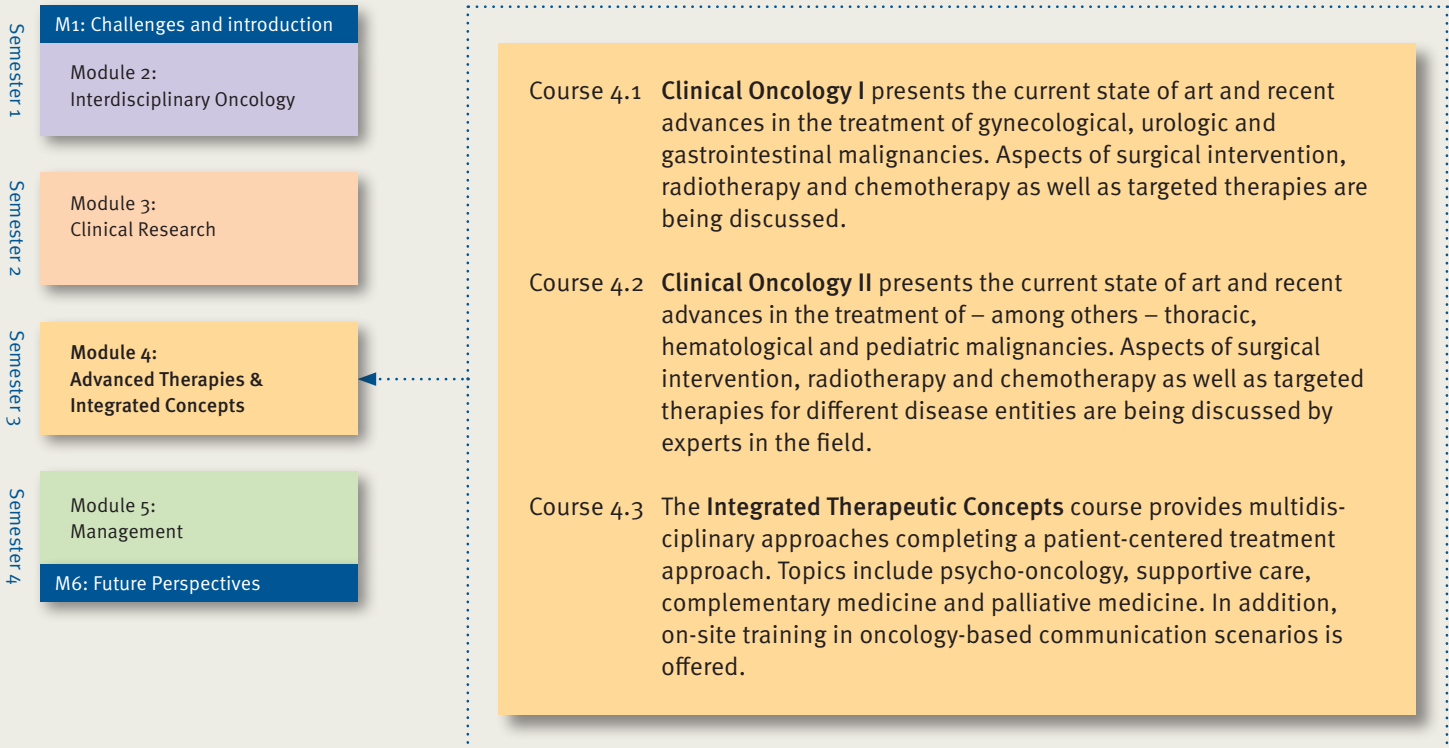 Semester 1
M1: Challenges and introduction
Module 2:
Interdisciplinary Oncology
Semester 2
Module 3:
Clinical Research
Semester 3
Module 4:
Advanced Therapies &
Integrated Concepts
Semester 4
Module 5:
Management
M6: Future Perspectives
Course 4.1 Clinical Oncology I presents the current state of art and recent
advances in the treatment of gynecological, urologic and
gastrointestinal malignancies. Aspects of surgical intervention,
radiotherapy and chemotherapy as well as targeted therapies are
being discussed.
Course 4.2 Clinical Oncology II presents the current state of art and recent
advances in the treatment of – among others – thoracic,
hematological and pediatric malignancies. Aspects of surgical
intervention, radiotherapy and chemotherapy as well as targeted
therapies for different disease entities are being discussed by
experts in the field.
Course 4.3 The Integrated Therapeutic Concepts course provides multidis-
ciplinary approaches completing a patient-centered treatment
approach. Topics include psycho-oncology, supportive care,
complementary medicine and palliative medicine. In addition,
on-site training in oncology-based communication scenarios is
offered.